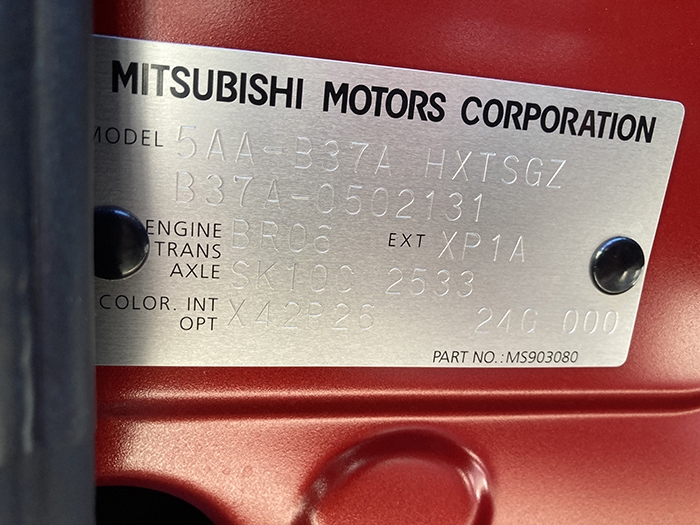 MITSUBISHI MOTORS CORPORATION
MODEL 5AA-B37A HXTSGZ
B37A-0502131
ENGINE BR06 EXT XP1A
TRANS
AXLE SK10C 2533
COLOR. INT
OPT X42P26 24G 000
PART NO.: MS903080